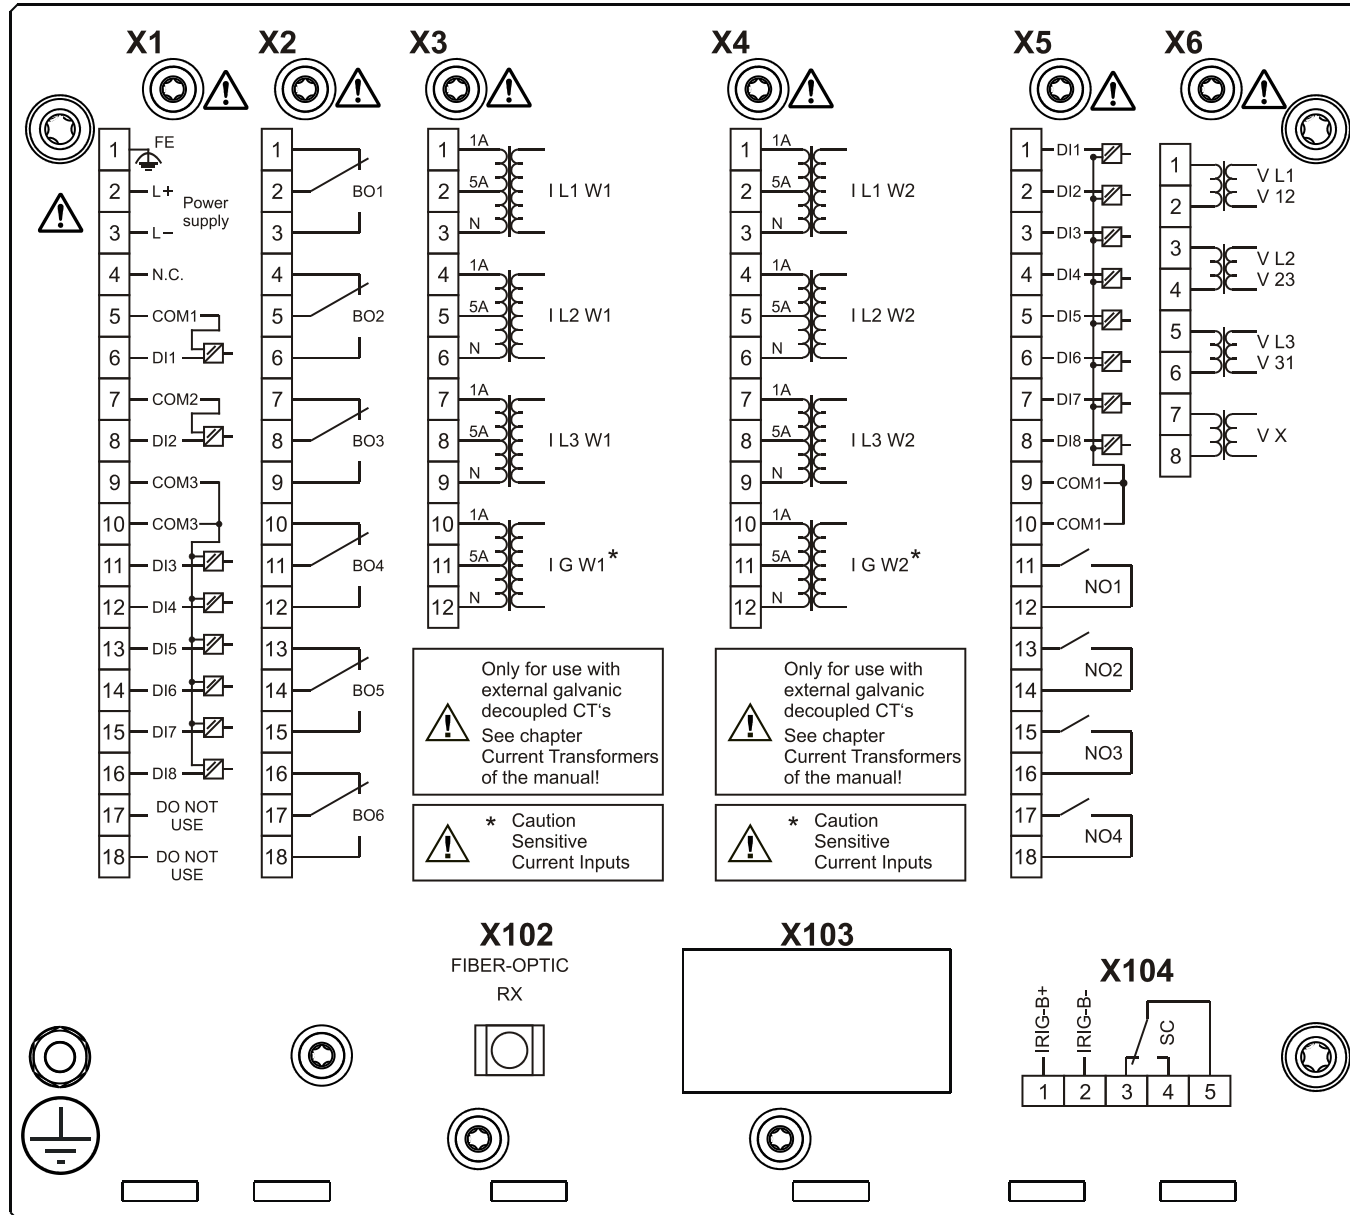 X1
X2
X3
X4
X5
X6
1 FE
2 L+
Power
supply
3 L–
4 N.C.
5 COM1
6 DI1
7 COM2
8 DI2
9 COM3
10 COM3
11 DI3
12 DI4
13 DI5
14 DI6
15 DI7
16 DI8
17 DO NOT
USE
18 DO NOT
USE
1
2 BO1
3
4
5 BO2
6
7
8 BO3
9
10
11 BO4
12
13
14 BO5
15
16
17 BO6
18
1 1A
2 5A I L1 W1
3 N
4 1A
5 5A I L2 W1
6 N
7 1A
8 5A I L3 W1
9 N
10 1A
11 5A I G W1*
12 N
Only for use with
external galvanic
decoupled CT‘s
See chapter
Current Transformers
of the manual!
* Caution
Sensitive
Current Inputs
1 1A
2 5A I L1 W2
3 N
4 1A
5 5A I L2 W2
6 N
7 1A
8 5A I L3 W2
9 N
10 1A
11 5A I G W2*
12 N
Only for use with
external galvanic
decoupled CT‘s
See chapter
Current Transformers
of the manual!
* Caution
Sensitive
Current Inputs
1 DI1
2 DI2
3 DI3
4 DI4
5 DI5
6 DI6
7 DI7
8 DI8
9 COM1
10 COM1
11
NO1
12
13
NO2
14
15
NO3
16
17
NO4
18
1 V L1
2 V 12
3 V L2
4 V 23
5 V L3
6 V 31
7
V X
8
X102
FIBER-OPTIC
RX
X103
X104
IRIG-B+
IRIG-B-
SC
1 2 3 4 5